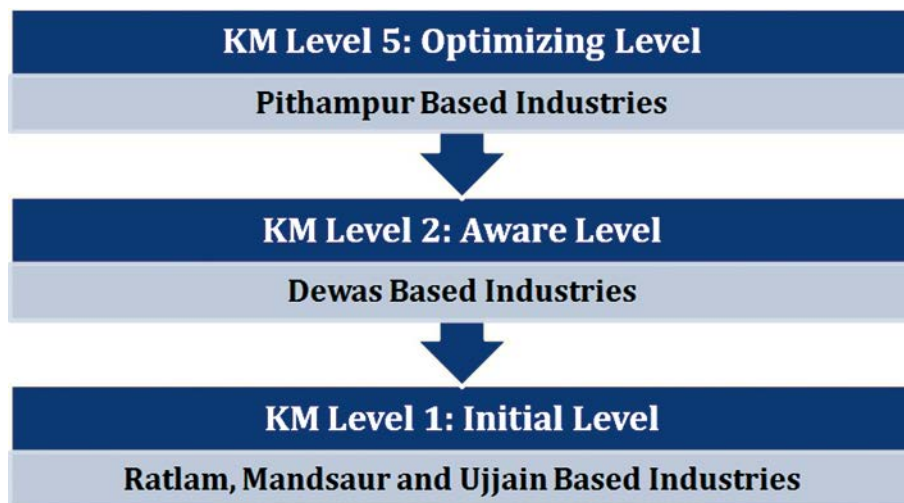 KM Level 5: Optimizing Level
Pithampur Based Industries
KM Level 2: Aware Level
Dewas Based Industries
KM Level 1: Initial Level
Ratlam, Mandsaur and Ujjain Based Industries